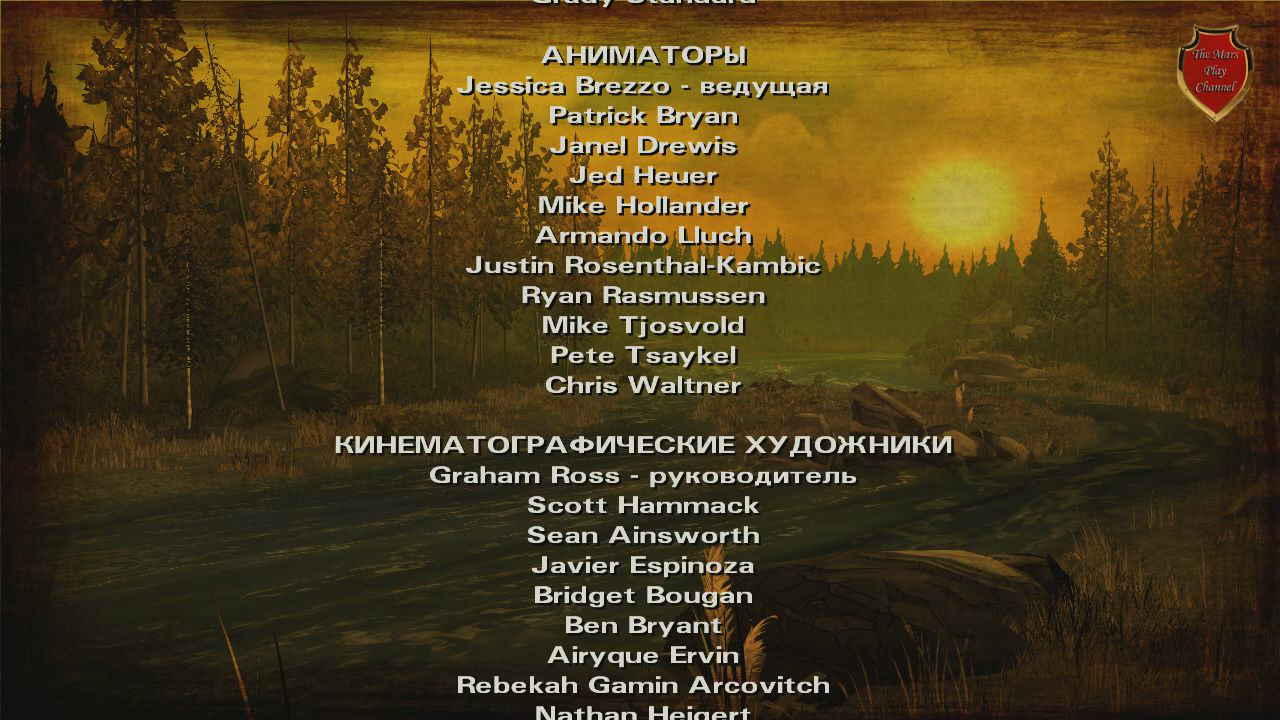 Grady Standard
АНИМАТОРЫ
Jessica Brezzo - ведущая
Patrick Bryan
Janel Drewis
Jed Heuer
Mike Hollander
Armando Lluch
Justin Rosenthal-Kambic
Ryan Rasmussen
Mike Tjosvold
Pete Tsaykel
Chris Waltner
КИНЕМАТОГРАФИЧЕСКИЕ ХУДОЖНИКИ
Graham Ross - руководитель
Scott Hammack
Sean Ainsworth
Javier Espinoza
Bridget Bougan
Ben Bryant
Airyque Ervin
Rebekah Gamin Arcovitch
Nathan Heigert
The Mars
Play
Channel